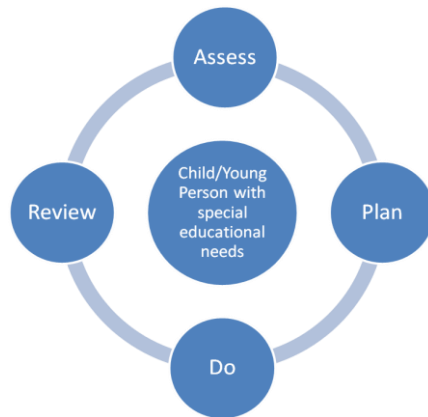 Assess
Child/Young
Person with
special
educational
needs
Review
Plan
Do